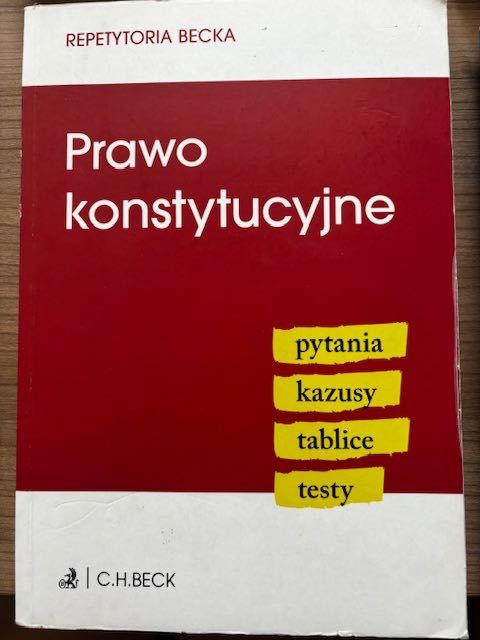 REPETYTORIA BECKA
Prawo
konstytucyjne
pytania
kazusy
tablice
testy
C.H.BECK